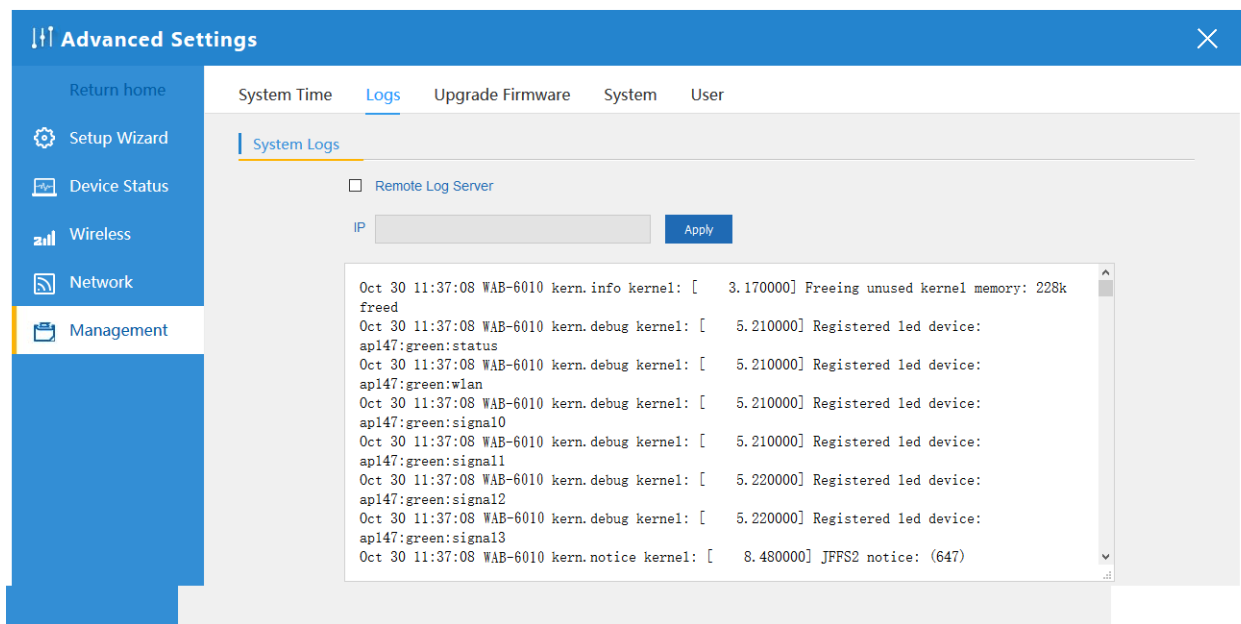 Advanced Settings
Return home
Setup Wizard
Device Status
Wireless
Network
Management
System Time Logs Upgrade Firmware System User
System Logs
Remote Log Server
IP Apply
Oct 30 11:37:08 WAB-6010 kern.info kernel: [    3.170000] Freeing unused kernel memory: 228k
freed
Oct 30 11:37:08 WAB-6010 kern.debug kernel: [    5.210000] Registered led device:
ap147:green:status
Oct 30 11:37:08 WAB-6010 kern.debug kernel: [    5.210000] Registered led device:
ap147:green:wlan
Oct 30 11:37:08 WAB-6010 kern.debug kernel: [    5.210000] Registered led device:
ap147:green:signal0
Oct 30 11:37:08 WAB-6010 kern.debug kernel: [    5.210000] Registered led device:
ap147:green:signal1
Oct 30 11:37:08 WAB-6010 kern.debug kernel: [    5.220000] Registered led device:
ap147:green:signal2
Oct 30 11:37:08 WAB-6010 kern.debug kernel: [    5.220000] Registered led device:
ap147:green:signal3
Oct 30 11:37:08 WAB-6010 kern.notice kernel: [    8.480000] JFFS2 notice: (647)